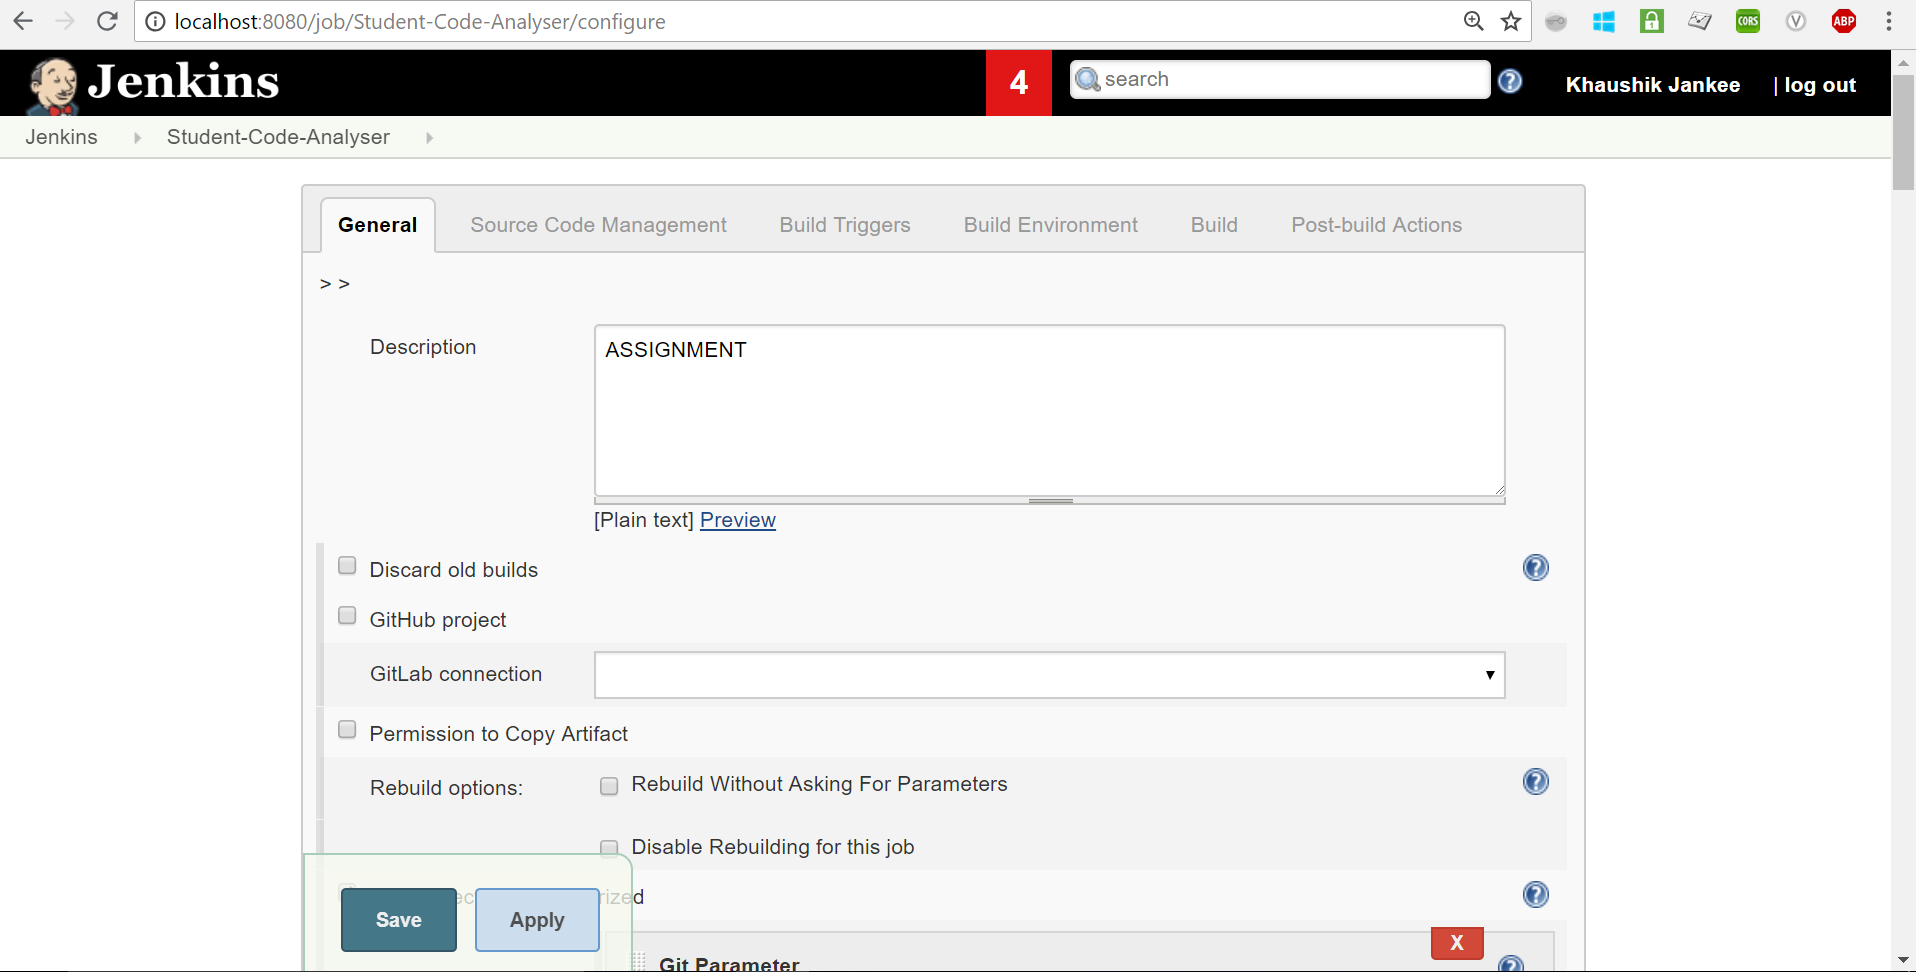 localhost:8080/job/Student-Code-Analyser/configure
CORS
V
ABP
Jenkins
4
search
Khaushik Jankee
| log out
Jenkins
Student-Code-Analyser
General
Source Code Management
Build Triggers
Build Environment
Build
Post-build Actions
> >
Description
ASSIGNMENT
[Plain text] Preview
Discard old builds
GitHub project
GitLab connection
Permission to Copy Artifact
Rebuild options:
Rebuild Without Asking For Parameters
Disable Rebuilding for this job
Save
Apply
X
Git Parameter